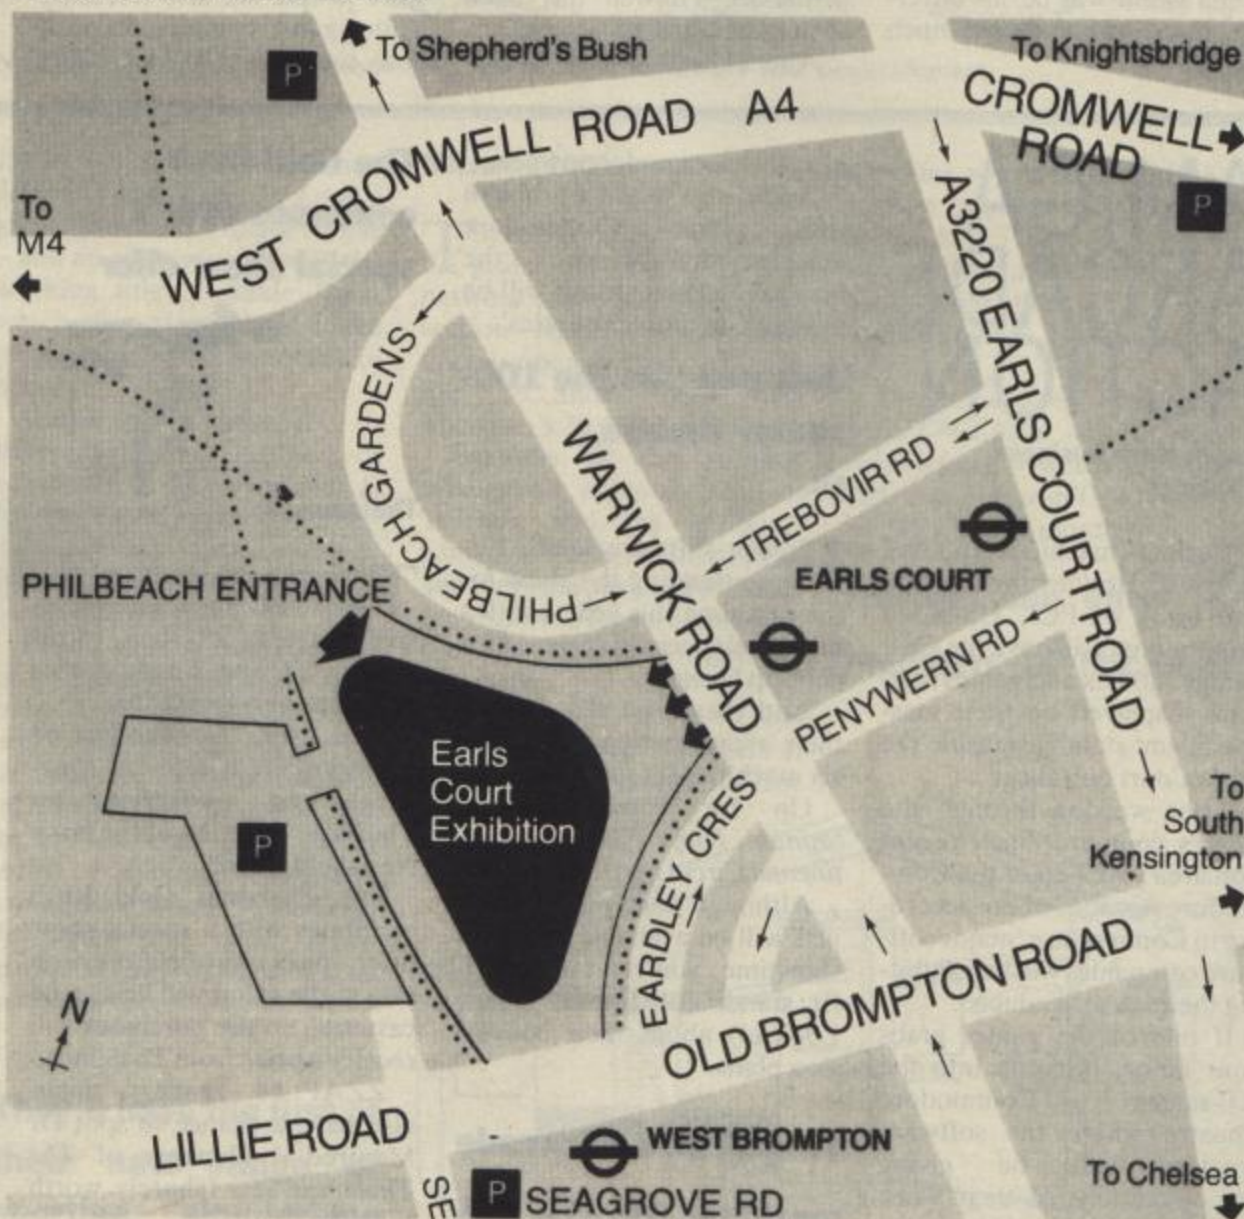 To Shepherd's Bush
To Knightsbridge
P
WEST CROMWELL ROAD A4
CROMWELL
ROAD
P
To
M4
A3220 EARLS COURT ROAD
PHILBEACH GARDENS
WARWICK ROAD
TREBOVIR RD
EARLS COURT
PHILBEACH ENTRANCE
PENYWERN RD
Earls
Court
Exhibition
P
EARDLEY CRES
To
South
Kensington
N
OLD BROMPTON ROAD
LILLIE ROAD
WEST BROMPTON
To Chelsea
SE
P
SEAGROVE RD